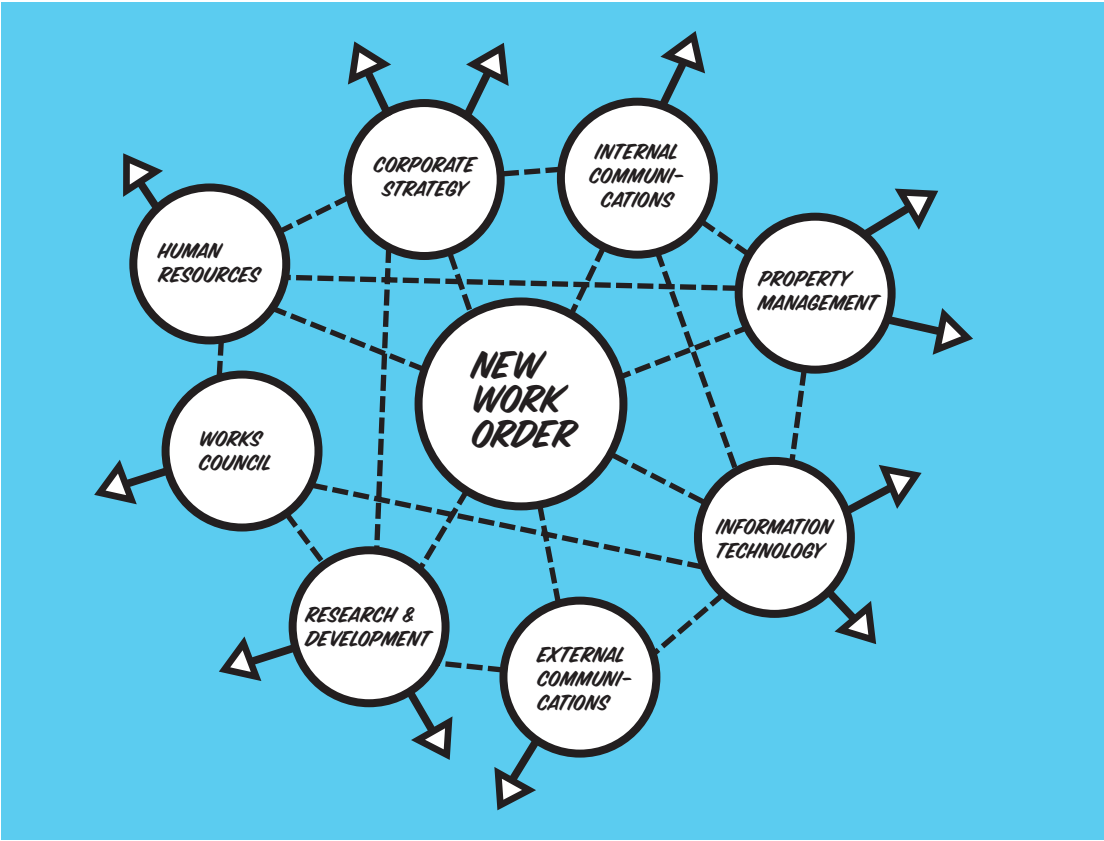 CORPORATE
STRATEGY
INTERNAL
COMMUNI-
CATIONS
HUMAN
RESOURCES
PROPERTY
MANAGEMENT
NEW
WORK
ORDER
WORKS
COUNCIL
INFORMATION
TECHNOLOGY
RESEARCH &
DEVELOPMENT
EXTERNAL
COMMUNI-
CATIONS